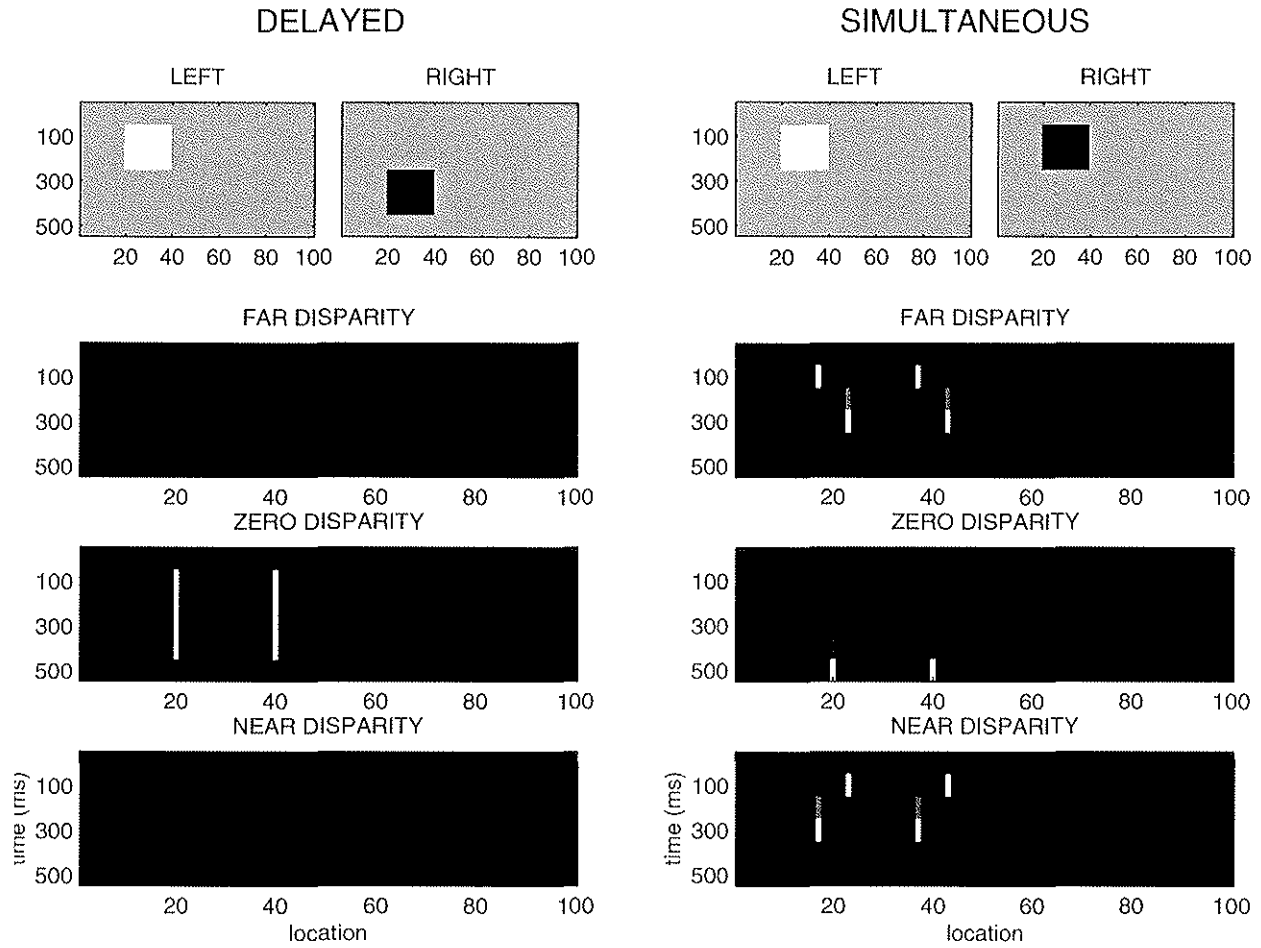 DELAYED SIMULTANEOUS
LEFT RIGHT LEFT RIGHT
100
300
500
20 40 60 80 100 20 40 60 80 100 20 40 60 80 100 20 40 60 80 100
FAR DISPARITY FAR DISPARITY
100 100
300 300
500 500
20 40 60 80 100 20 40 60 80 100
ZERO DISPARITY ZERO DISPARITY
100 100
300 300
500 500
20 40 60 80 100 20 40 60 80 100
NEAR DISPARITY NEAR DISPARITY
time (ms) time (ms)
100 100
300 300
500 500
20 40 60 80 100 20 40 60 80 100
location location